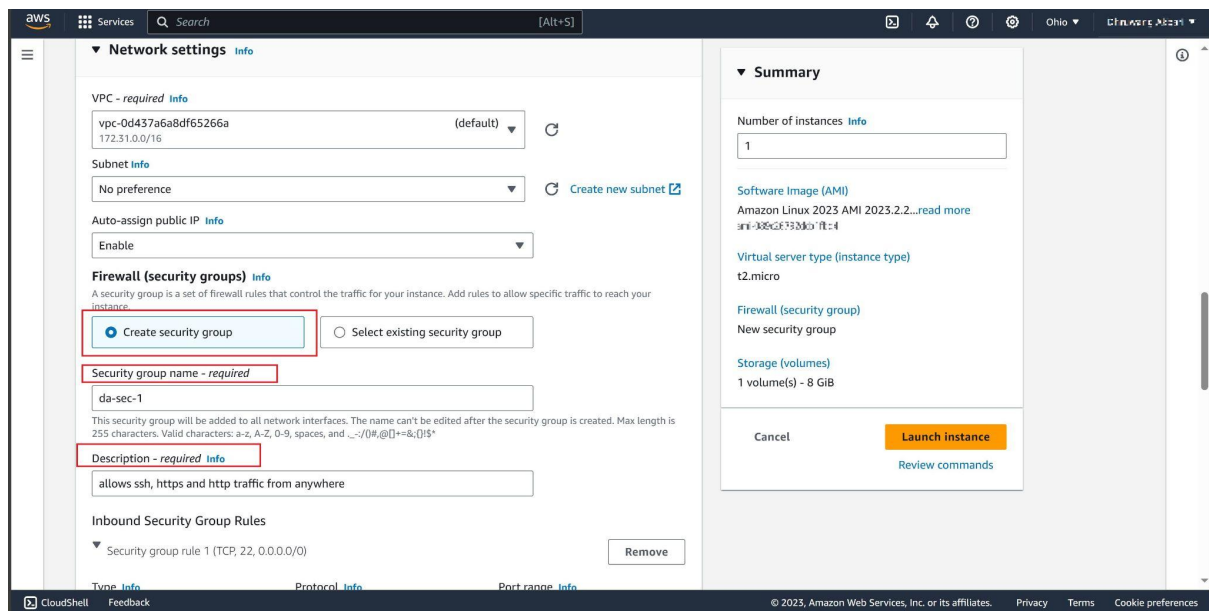 aws Services Search [Alt+S] Ohio
Network settings Info
VPC - required Info
vpc-0d437a6a8df65266a (default)
172.31.0.0/16
Subnet Info
No preference
Create new subnet
Auto-assign public IP Info
Enable
Firewall (security groups) Info
A security group is a set of firewall rules that control the traffic for your instance. Add rules to allow specific traffic to reach your
instance.
Create security group
Select existing security group
Security group name - required
da-sec-1
This security group will be added to all network interfaces. The name can't be edited after the security group is created. Max length is
255 characters. Valid characters: a-z, A-Z, 0-9, spaces, and ._-:/()#,@[]+=&;{}!$*
Description - required Info
allows ssh, https and http traffic from anywhere
Inbound Security Group Rules
Security group rule 1 (TCP, 22, 0.0.0.0/0)
Remove
Type Info Protocol Info Port range Info
Summary
Number of instances Info
1
Software Image (AMI)
Amazon Linux 2023 AMI 2023.2.2...read more
Virtual server type (instance type)
t2.micro
Firewall (security group)
New security group
Storage (volumes)
1 volume(s) - 8 GiB
Cancel
Launch instance
Review commands
CloudShell Feedback © 2023, Amazon Web Services, Inc. or its affiliates. Privacy Terms Cookie preferences